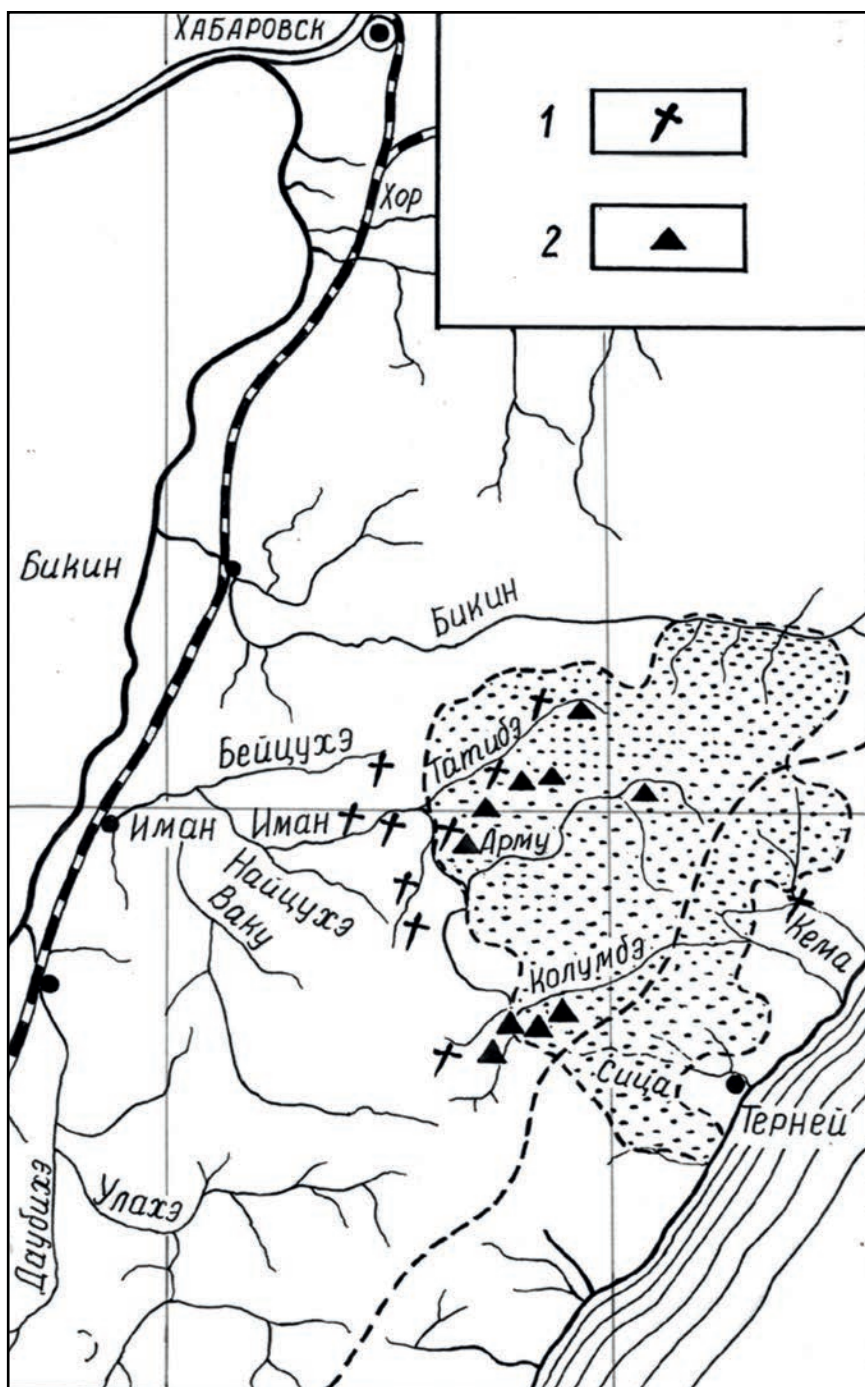 ХАБАРОВСК
1
Хор
2
Бикин
Бикин
Татибэ
Бейцухэ
Иман
Иман
Арму
Найцухэ
Ваку
Кема
Колумбэ
Сица
Терней
Улахэ
Даубихэ